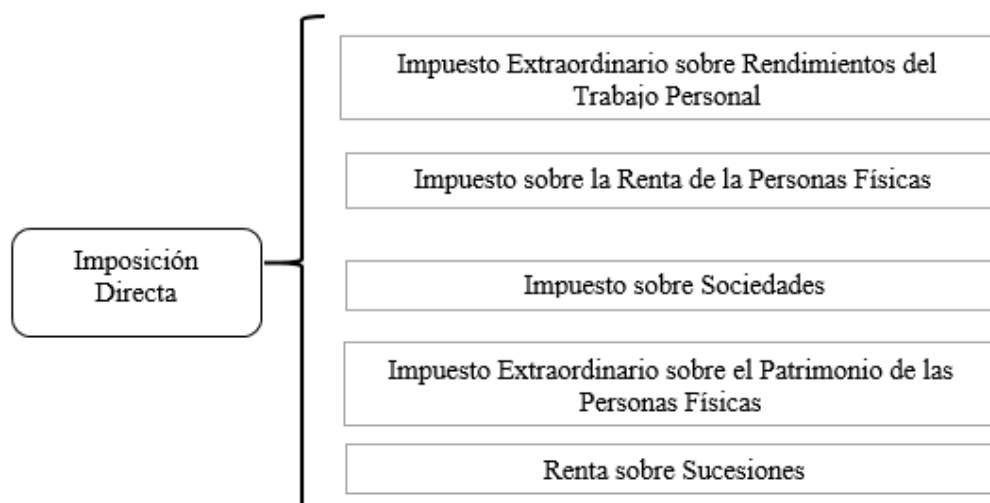 Imposición
Directa
Impuesto Extraordinario sobre Rendimientos del
Trabajo Personal
Impuesto sobre la Renta de la Personas Físicas
Impuesto sobre Sociedades
Impuesto Extraordinario sobre el Patrimonio de las
Personas Físicas
Renta sobre Sucesiones